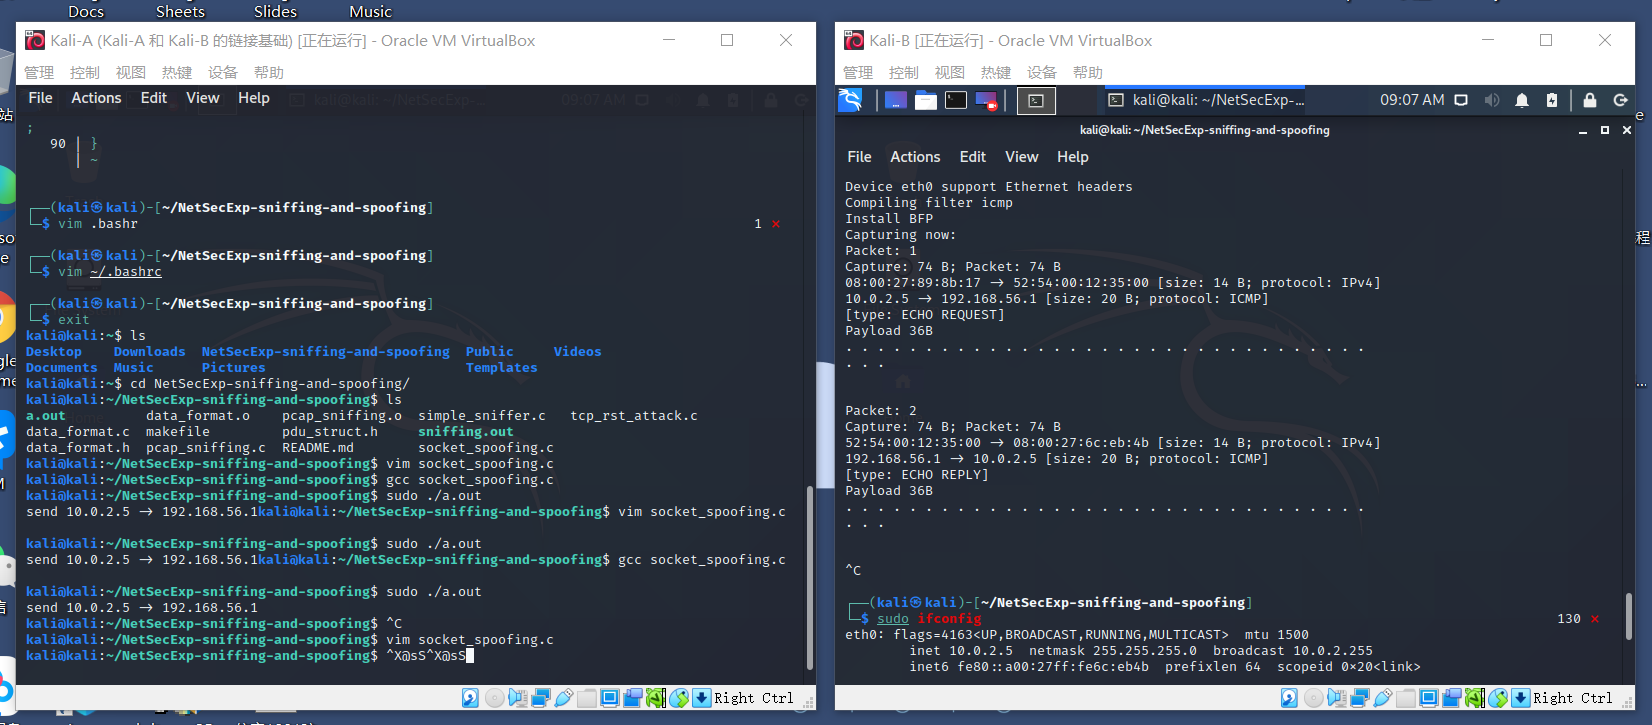 Docs Sheets Slides Music
Kali-A (Kali-A 和 Kali-B 的链接基础) [正在运行] - Oracle VM VirtualBox
管理 控制 视图 热键 设备 帮助
File Actions Edit View Help
;
90 | }
| ~
┌──(kali㉿kali)-[~/NetSecExp-sniffing-and-spoofing]
└─$ vim .bashr 1 ⨯
┌──(kali㉿kali)-[~/NetSecExp-sniffing-and-spoofing]
└─$ vim ~/.bashrc
┌──(kali㉿kali)-[~/NetSecExp-sniffing-and-spoofing]
└─$ exit
kali@kali:~$ ls
Desktop Downloads NetSecExp-sniffing-and-spoofing Public Videos
Documents Music Pictures Templates
kali@kali:~$ cd NetSecExp-sniffing-and-spoofing/
kali@kali:~/NetSecExp-sniffing-and-spoofing$ ls
a.out data_format.o pcap_sniffing.o simple_sniffer.c tcp_rst_attack.c
data_format.c makefile pdu_struct.h sniffing.out
data_format.h pcap_sniffing.c README.md socket_spoofing.c
kali@kali:~/NetSecExp-sniffing-and-spoofing$ vim socket_spoofing.c
kali@kali:~/NetSecExp-sniffing-and-spoofing$ gcc socket_spoofing.c
kali@kali:~/NetSecExp-sniffing-and-spoofing$ sudo ./a.out
send 10.0.2.5 -> 192.168.56.1kali@kali:~/NetSecExp-sniffing-and-spoofing$ vim socket_spoofing.c
kali@kali:~/NetSecExp-sniffing-and-spoofing$ sudo ./a.out
send 10.0.2.5 -> 192.168.56.1kali@kali:~/NetSecExp-sniffing-and-spoofing$ gcc socket_spoofing.c
kali@kali:~/NetSecExp-sniffing-and-spoofing$ sudo ./a.out
send 10.0.2.5 -> 192.168.56.1
kali@kali:~/NetSecExp-sniffing-and-spoofing$ ^C
kali@kali:~/NetSecExp-sniffing-and-spoofing$ vim socket_spoofing.c
kali@kali:~/NetSecExp-sniffing-and-spoofing$ ^X@sS^X@sS
Right Ctrl
Kali-B [正在运行] - Oracle VM VirtualBox
管理 控制 视图 热键 设备 帮助
kali@kali: ~/NetSecExp-... 09:07 AM
kali@kali: ~/NetSecExp-sniffing-and-spoofing
File Actions Edit View Help
Device eth0 support Ethernet headers
Compiling filter icmp
Install BFP
Capturing now:
Packet: 1
Capture: 74 B; Packet: 74 B
08:00:27:89:8b:17 -> 52:54:00:12:35:00 [size: 14 B; protocol: IPv4]
10.0.2.5 -> 192.168.56.1 [size: 20 B; protocol: ICMP]
[type: ECHO REQUEST]
Payload 36B
. . . . . . . . . . . . . . . . . . . . . . . . . . . . . . . . .
. . .
Packet: 2
Capture: 74 B; Packet: 74 B
52:54:00:12:35:00 -> 08:00:27:6c:eb:4b [size: 14 B; protocol: IPv4]
192.168.56.1 -> 10.0.2.5 [size: 20 B; protocol: ICMP]
[type: ECHO REPLY]
Payload 36B
. . . . . . . . . . . . . . . . . . . . . . . . . . . . . . . . .
. . .
^C
┌──(kali㉿kali)-[~/NetSecExp-sniffing-and-spoofing]
└─$ sudo ifconfig 130 ⨯
eth0: flags=4163<UP,BROADCAST,RUNNING,MULTICAST> mtu 1500
inet 10.0.2.5 netmask 255.255.255.0 broadcast 10.0.2.255
inet6 fe80::a00:27ff:fe6c:eb4b prefixlen 64 scopeid 0×20<link>
Right Ctrl